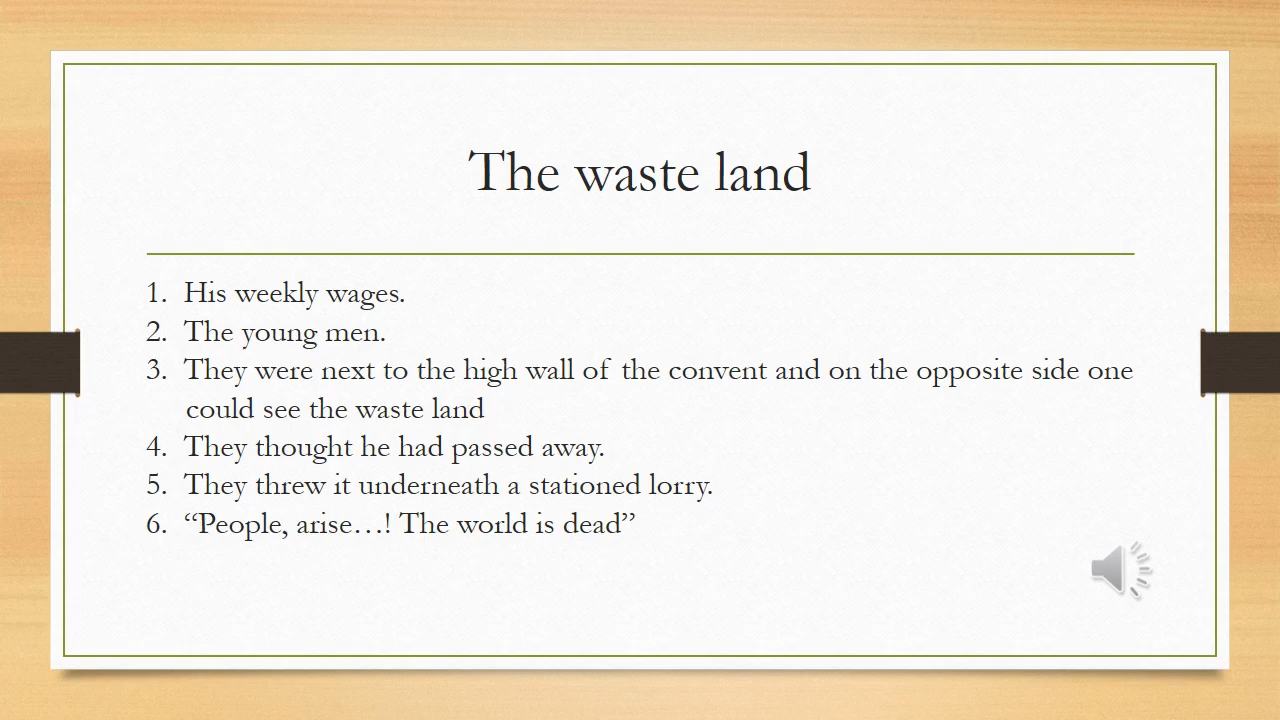 The waste land
1. His weekly wages.
2. The young men.
3. They were next to the high wall of the convent and on the opposite side one
could see the waste land
4. They thought he had passed away.
5. They threw it underneath a stationed lorry.
6. “People, arise…! The world is dead”